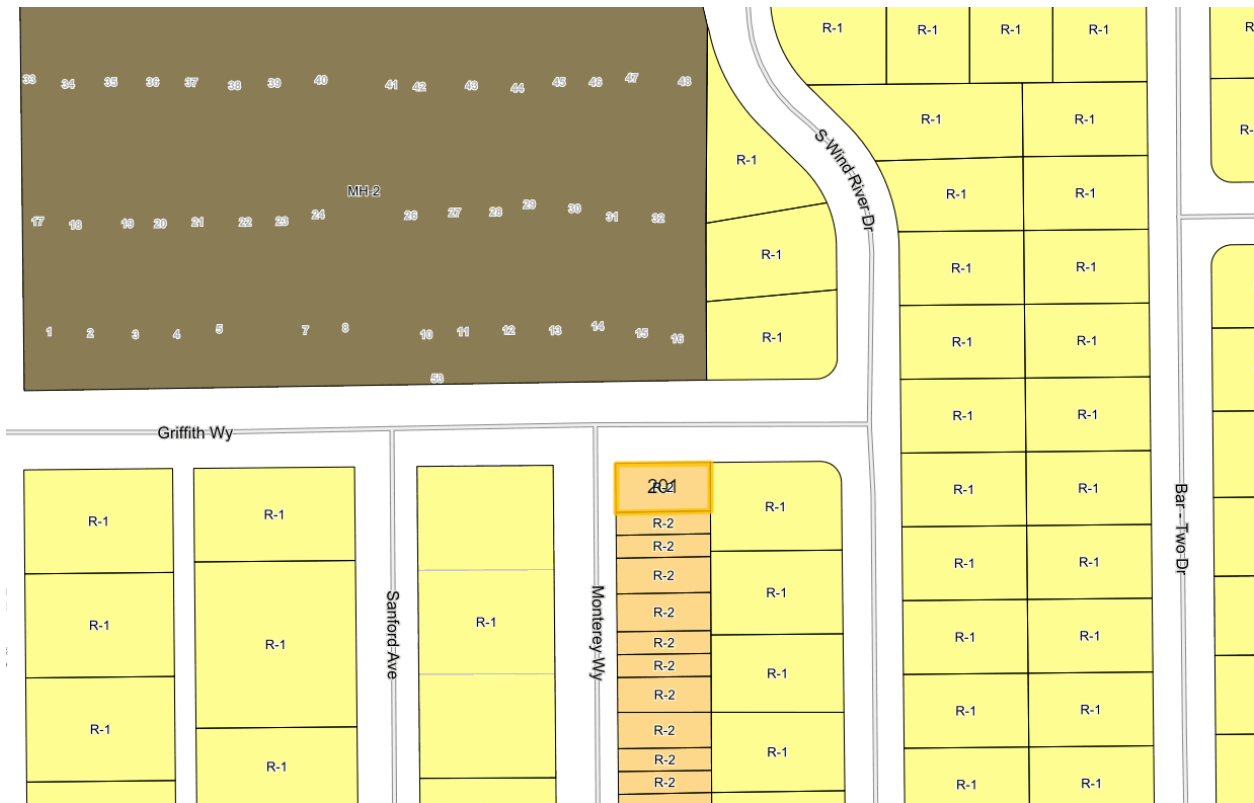 R-1
R-1
R-1
R-1
R
33 34 35 36 37 38 39 40 41 42 43 44 45 46 47 48
R-1
R-1
R-
S Wind River Dr
R-1
MH-2
R-1
R-1
17 18 19 20 21 22 23 24 26 27 28 29 30 31 32
R-1
R-1
R-1
1 2 3 4 5 7 8 10 11 12 13 14 15 16
R-1
R-1
R-1
53
R-1
R-1
Griffith Wy
201
R-2
R-1
R-1
R-1
R-1
R-1
R-2
R-2
Bar - Two Dr
R-1
R-1
R-2
R-1
Sanford Ave
Monterey Wy
R-2
R-1
R-1
R-1
R-1
R-2
R-1
R-1
R-2
R-1
R-2
R-1
R-1
R-1
R-2
R-1
R-2
R-1
R-2
R-1
R-1